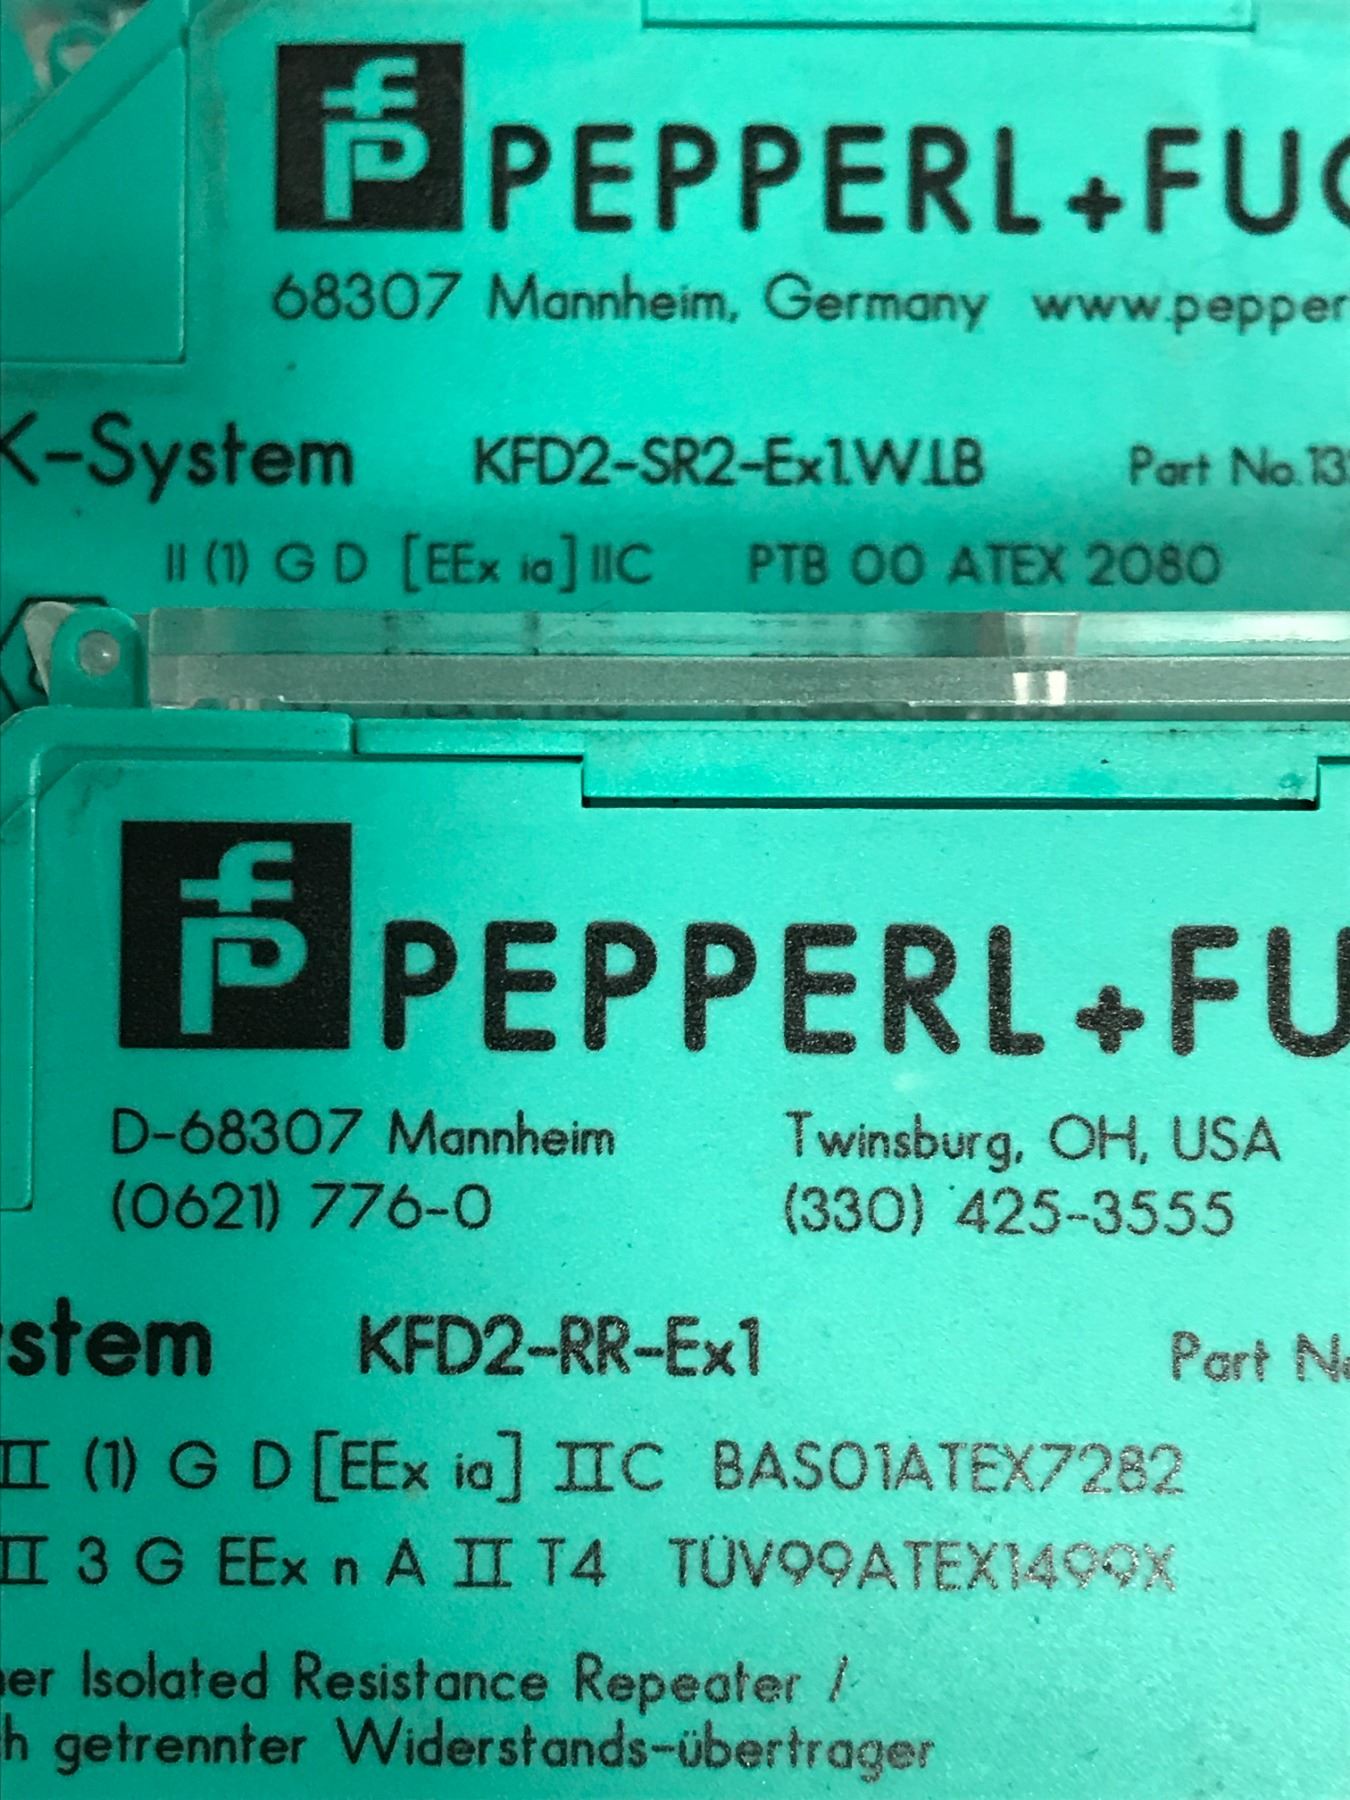 fp PEPPERL+FUC
68307 Mannheim, Germany www.pepper
K-System KFD2-SR2-Ex1.W.LB Part No.13
II (1) G D [EEx ia] IIC PTB 00 ATEX 2080
fp PEPPERL+FU
D-68307 Mannheim Twinsburg, OH, USA
(0621) 776-0 (330) 425-3555
stem KFD2-RR-Ex1 Part No
II (1) G D [EEx ia] IIC BAS01ATEX7282
II 3 G EEx n A II T4 TÜV99ATEX1499X
er Isolated Resistance Repeater /
h getrennter Widerstands-übertrager